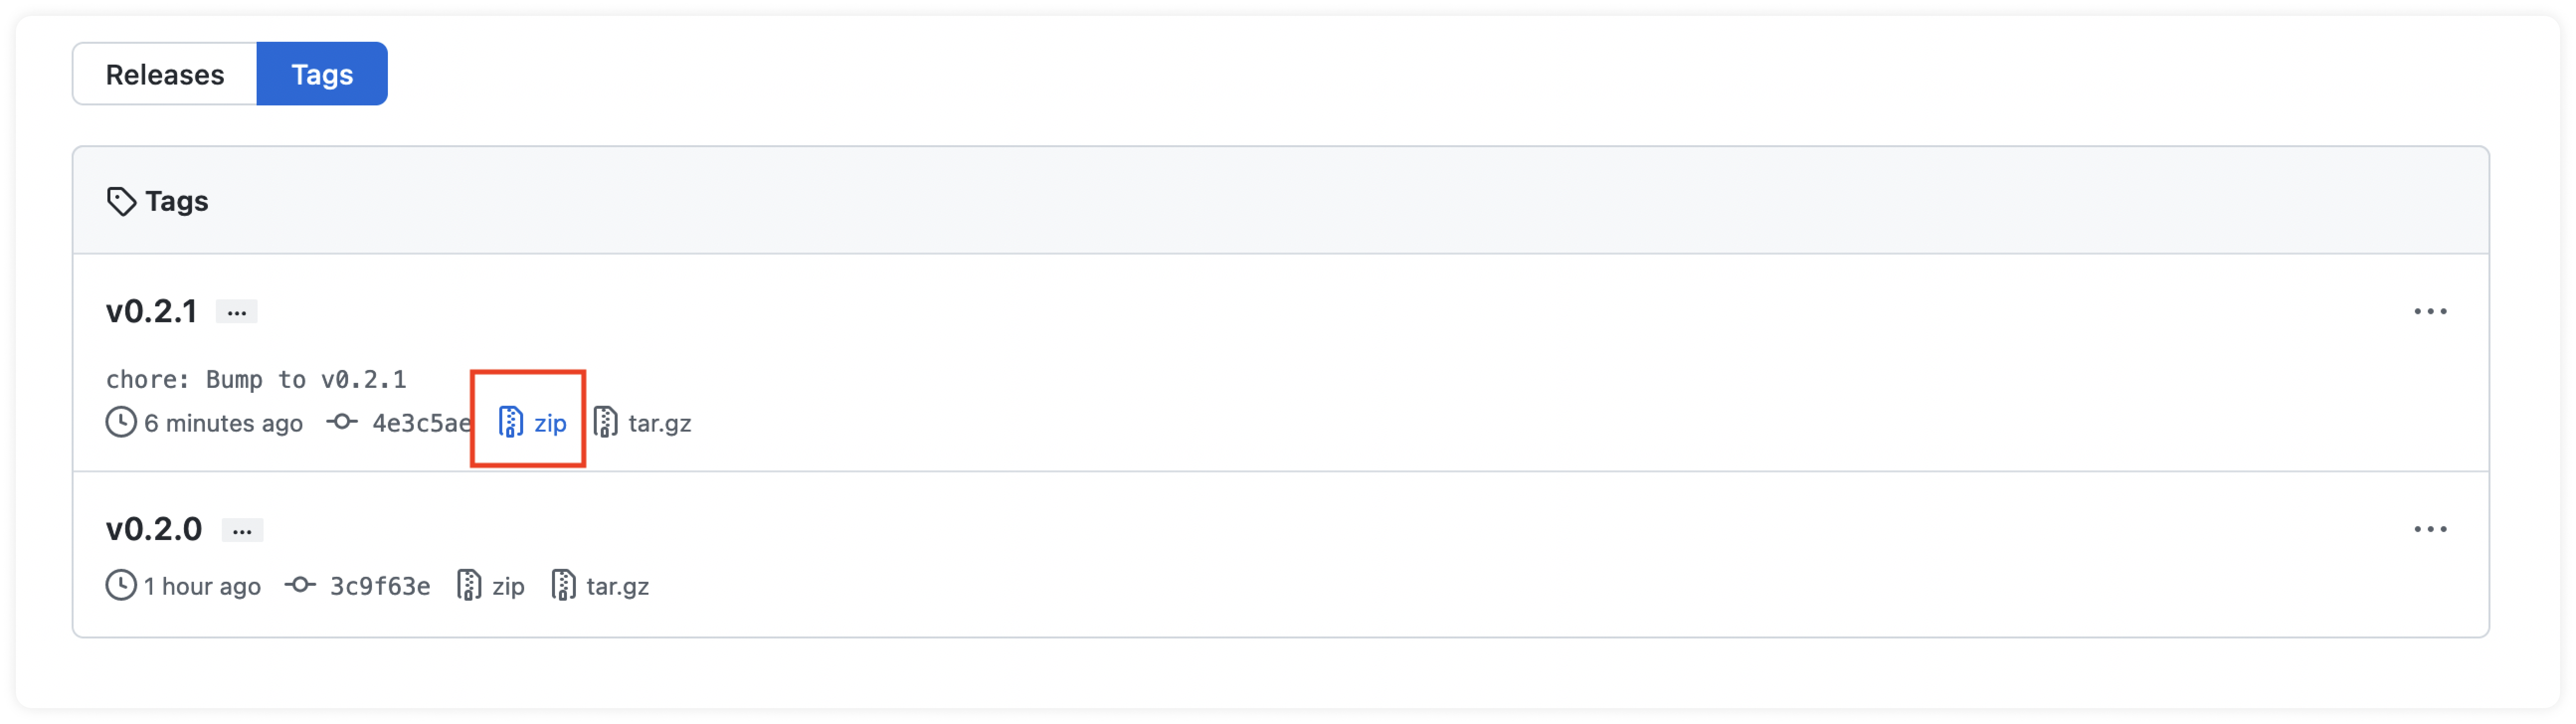 Releases Tags
Tags
v0.2.1 ...
chore: Bump to v0.2.1
6 minutes ago 4e3c5ae zip tar.gz
v0.2.0 ...
1 hour ago 3c9f63e zip tar.gz